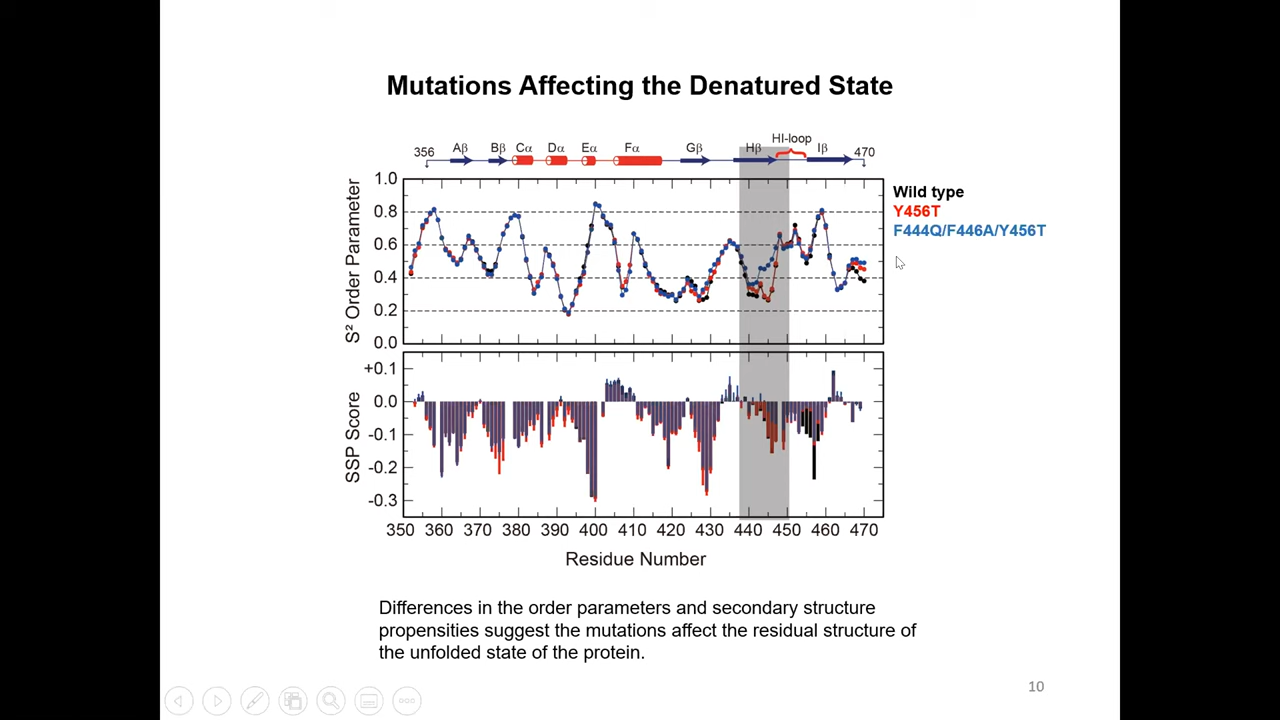 Mutations Affecting the Denatured State
HI-loop
356 Aβ Bβ Cα Dα Eα Fα Gβ Hβ Iβ 470
1.0
0.8
0.6
0.4
0.2
0.0
S² Order Parameter
Wild type
Y456T
F444Q/F446A/Y456T
+0.1
0.0
-0.1
-0.2
-0.3
SSP Score
350 360 370 380 390 400 410 420 430 440 450 460 470
Residue Number
Differences in the order parameters and secondary structure
propensities suggest the mutations affect the residual structure of
the unfolded state of the protein.
10